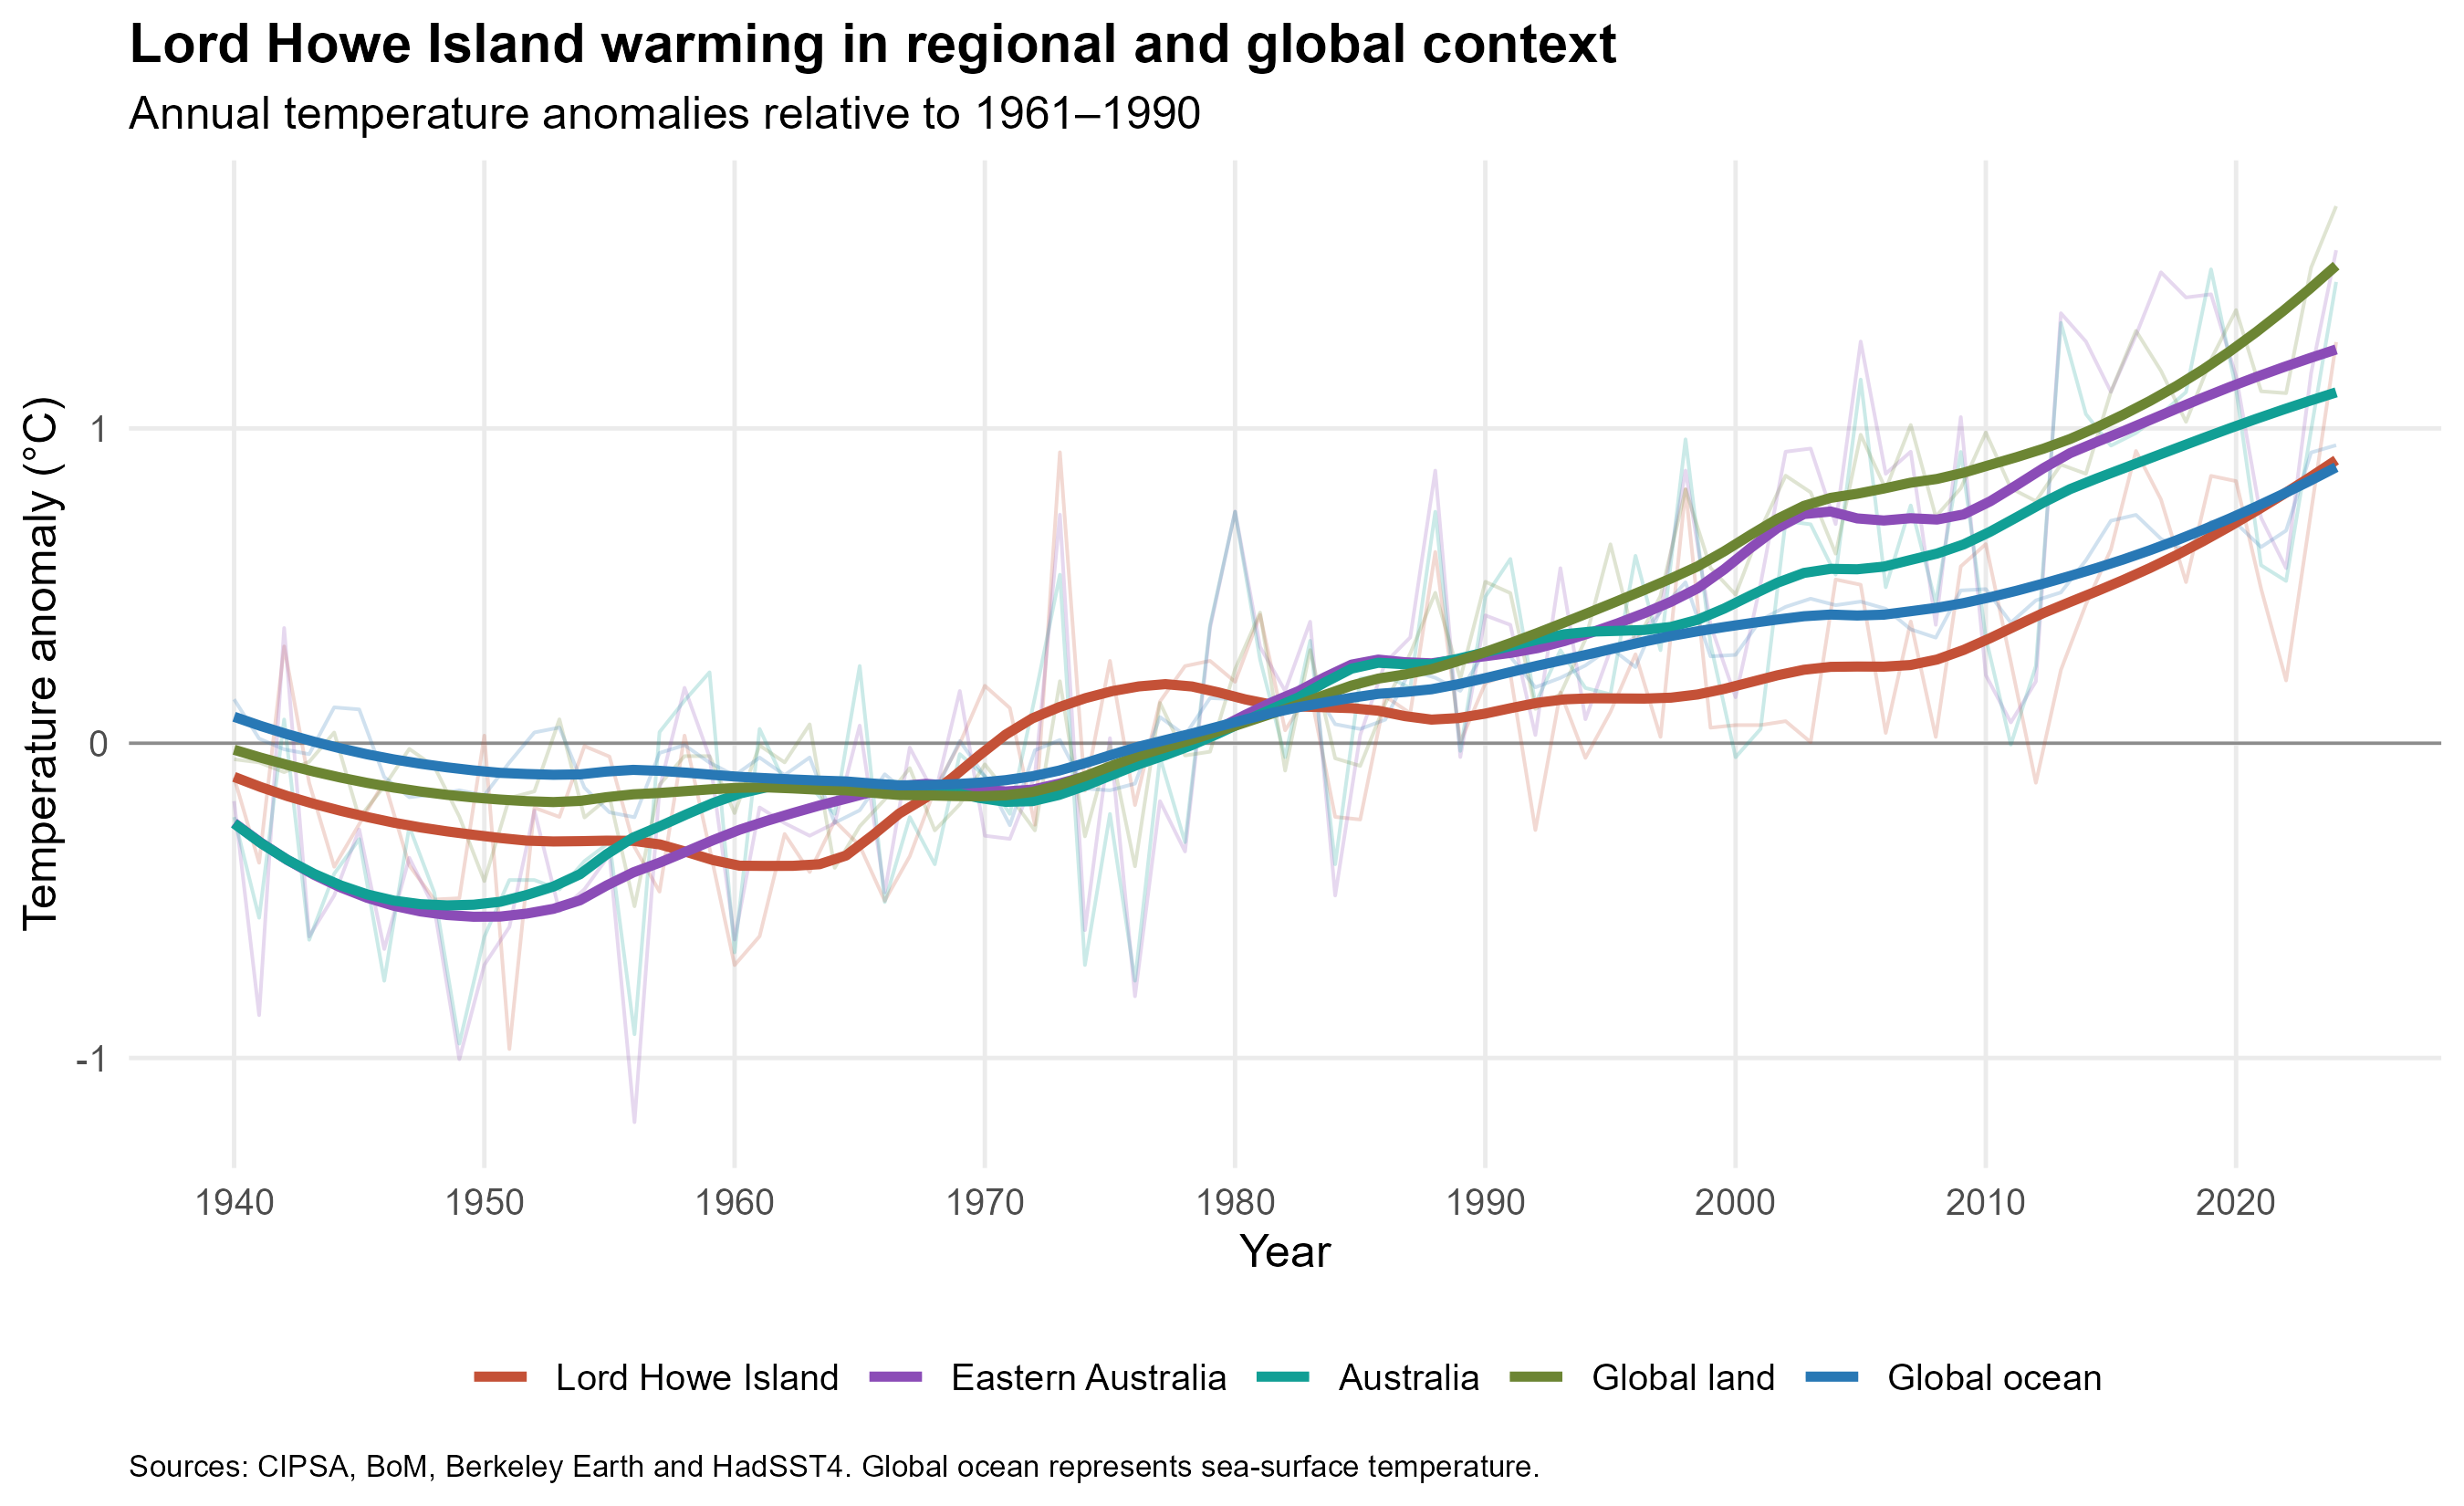 Lord Howe Island warming in regional and global context
Annual temperature anomalies relative to 1961–1990
Temperature anomaly (°C)
1
0
-1
1940 1950 1960 1970 1980 1990 2000 2010 2020
Year
Lord Howe Island Eastern Australia Australia Global land Global ocean
Sources: CIPSA, BoM, Berkeley Earth and HadSST4. Global ocean represents sea-surface temperature.